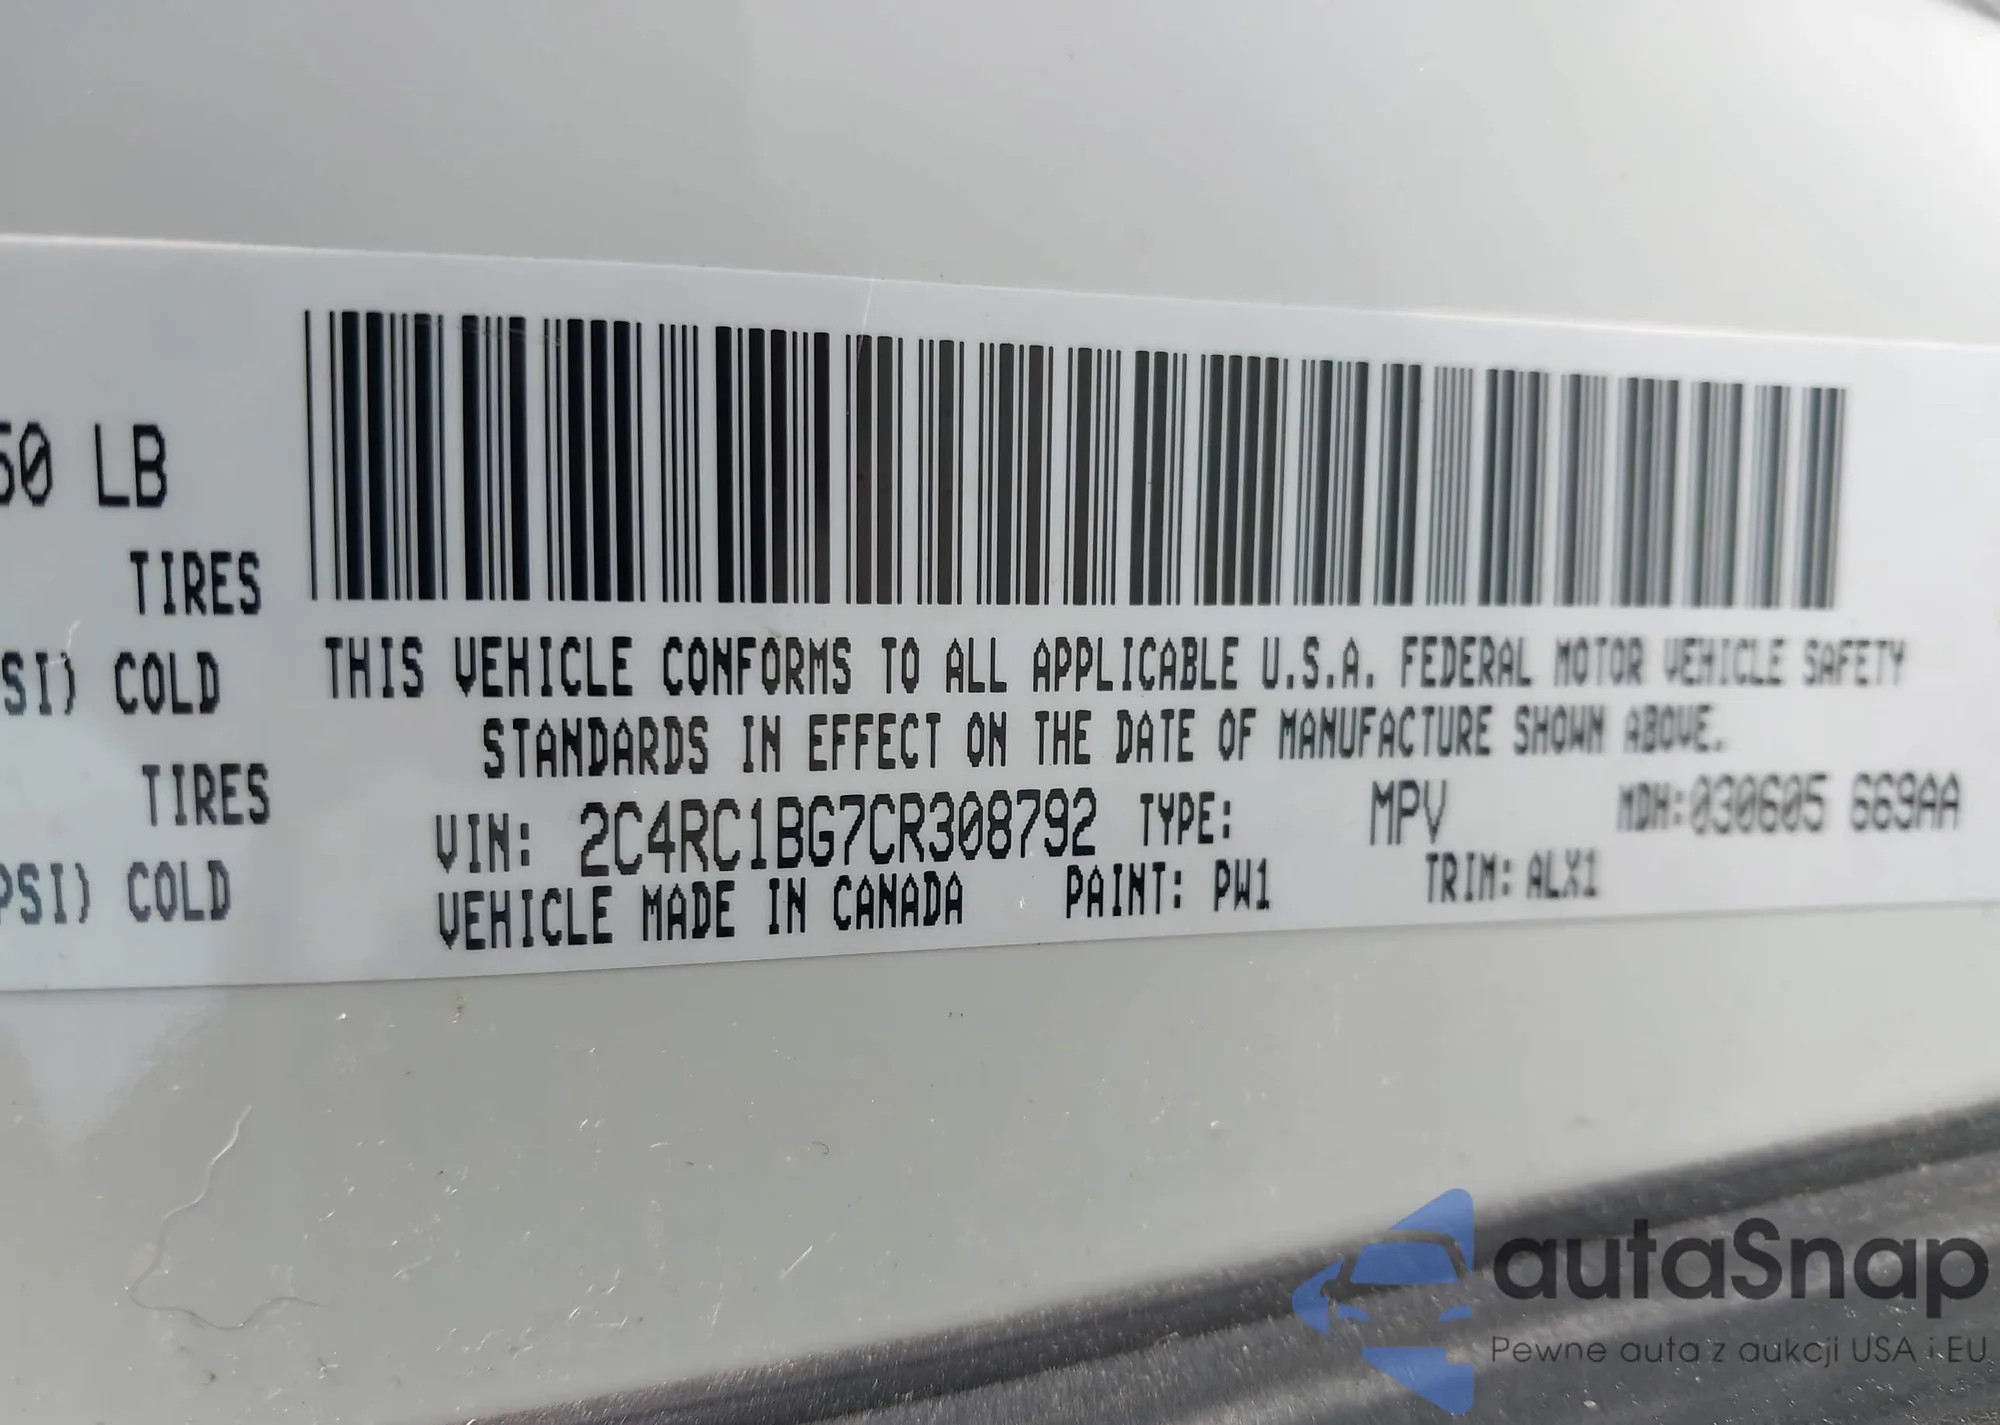 50 LB
TIRES
SI) COLD
TIRES
PSI) COLD
THIS VEHICLE CONFORMS TO ALL APPLICABLE U.S.A. FEDERAL MOTOR VEHICLE SAFETY
STANDARDS IN EFFECT ON THE DATE OF MANUFACTURE SHOWN ABOVE.
VIN: 2C4RC1BG7CR308792 TYPE: MPV MDH:030605 669AA
VEHICLE MADE IN CANADA PAINT: PW1 TRIM: ALX1
autaSnap
Pewne auta z aukcji USA i EU